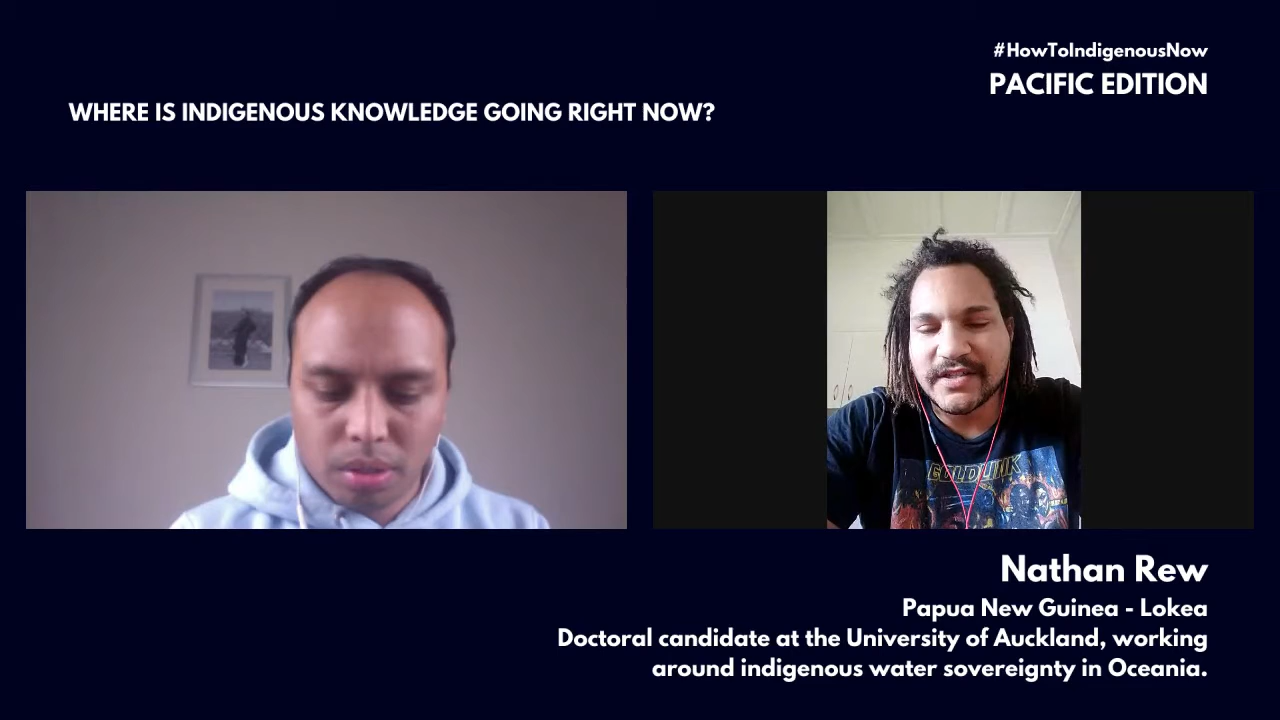 #HowToIndigenousNow
PACIFIC EDITION
WHERE IS INDIGENOUS KNOWLEDGE GOING RIGHT NOW?
GOLDLINK
Nathan Rew
Papua New Guinea - Lokea
Doctoral candidate at the University of Auckland, working
around indigenous water sovereignty in Oceania.